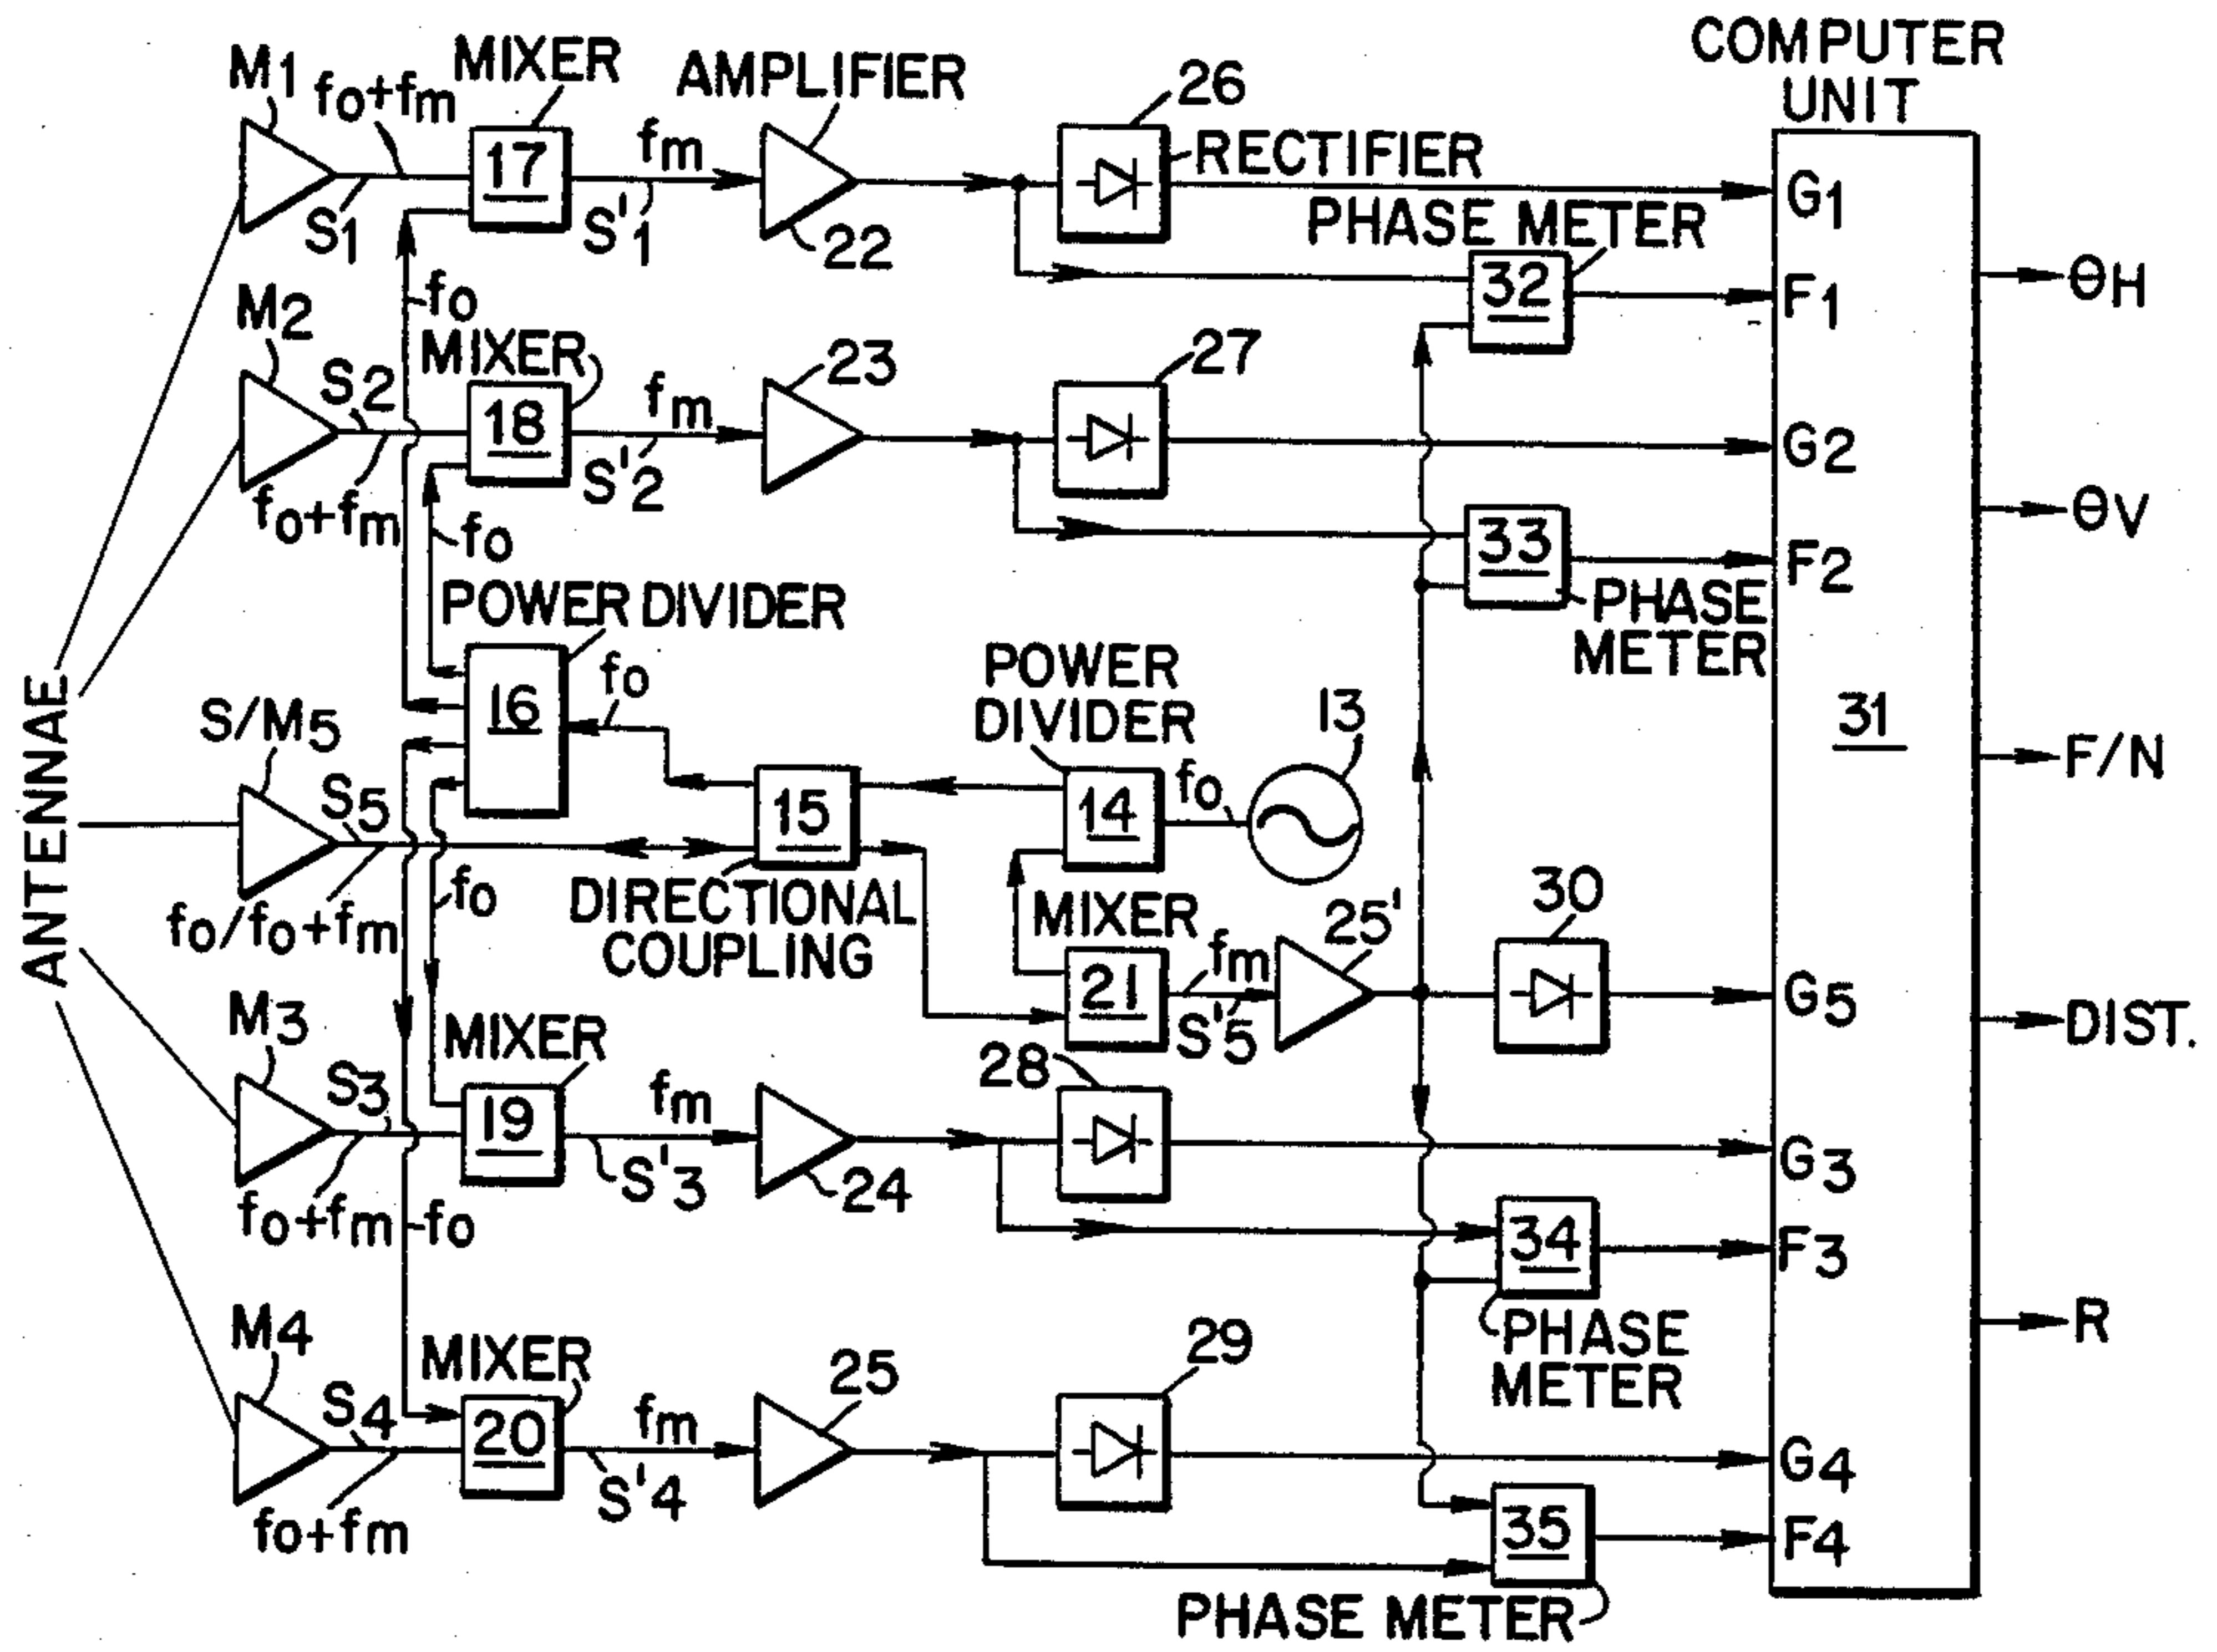 COMPUTER
UNIT
M1
fo+fm
MIXER
AMPLIFIER
26
17
fm
RECTIFIER
G1
S1
S'1
22
PHASE METER
32
F1
ΘH
fo
M2
S2
MIXER
18
fm
23
27
G2
fo+fm
fo
S'2
33
F2
ΘV
PHASE
METER
POWER DIVIDER
16
fo
POWER
DIVIDER
13
31
F/N
ANTENNAE
S/M5
S5
15
14
fo
fo/fo+fm
fo
DIRECTIONAL
COUPLING
MIXER
21
fm
S'5
25'
30
G5
DIST.
M3
S3
MIXER
19
fm
S'3
24
28
G3
fo+fm
fo
34
F3
PHASE
METER
R
M4
S4
MIXER
20
fm
S'4
25
29
G4
fo+fm
35
F4
PHASE METER